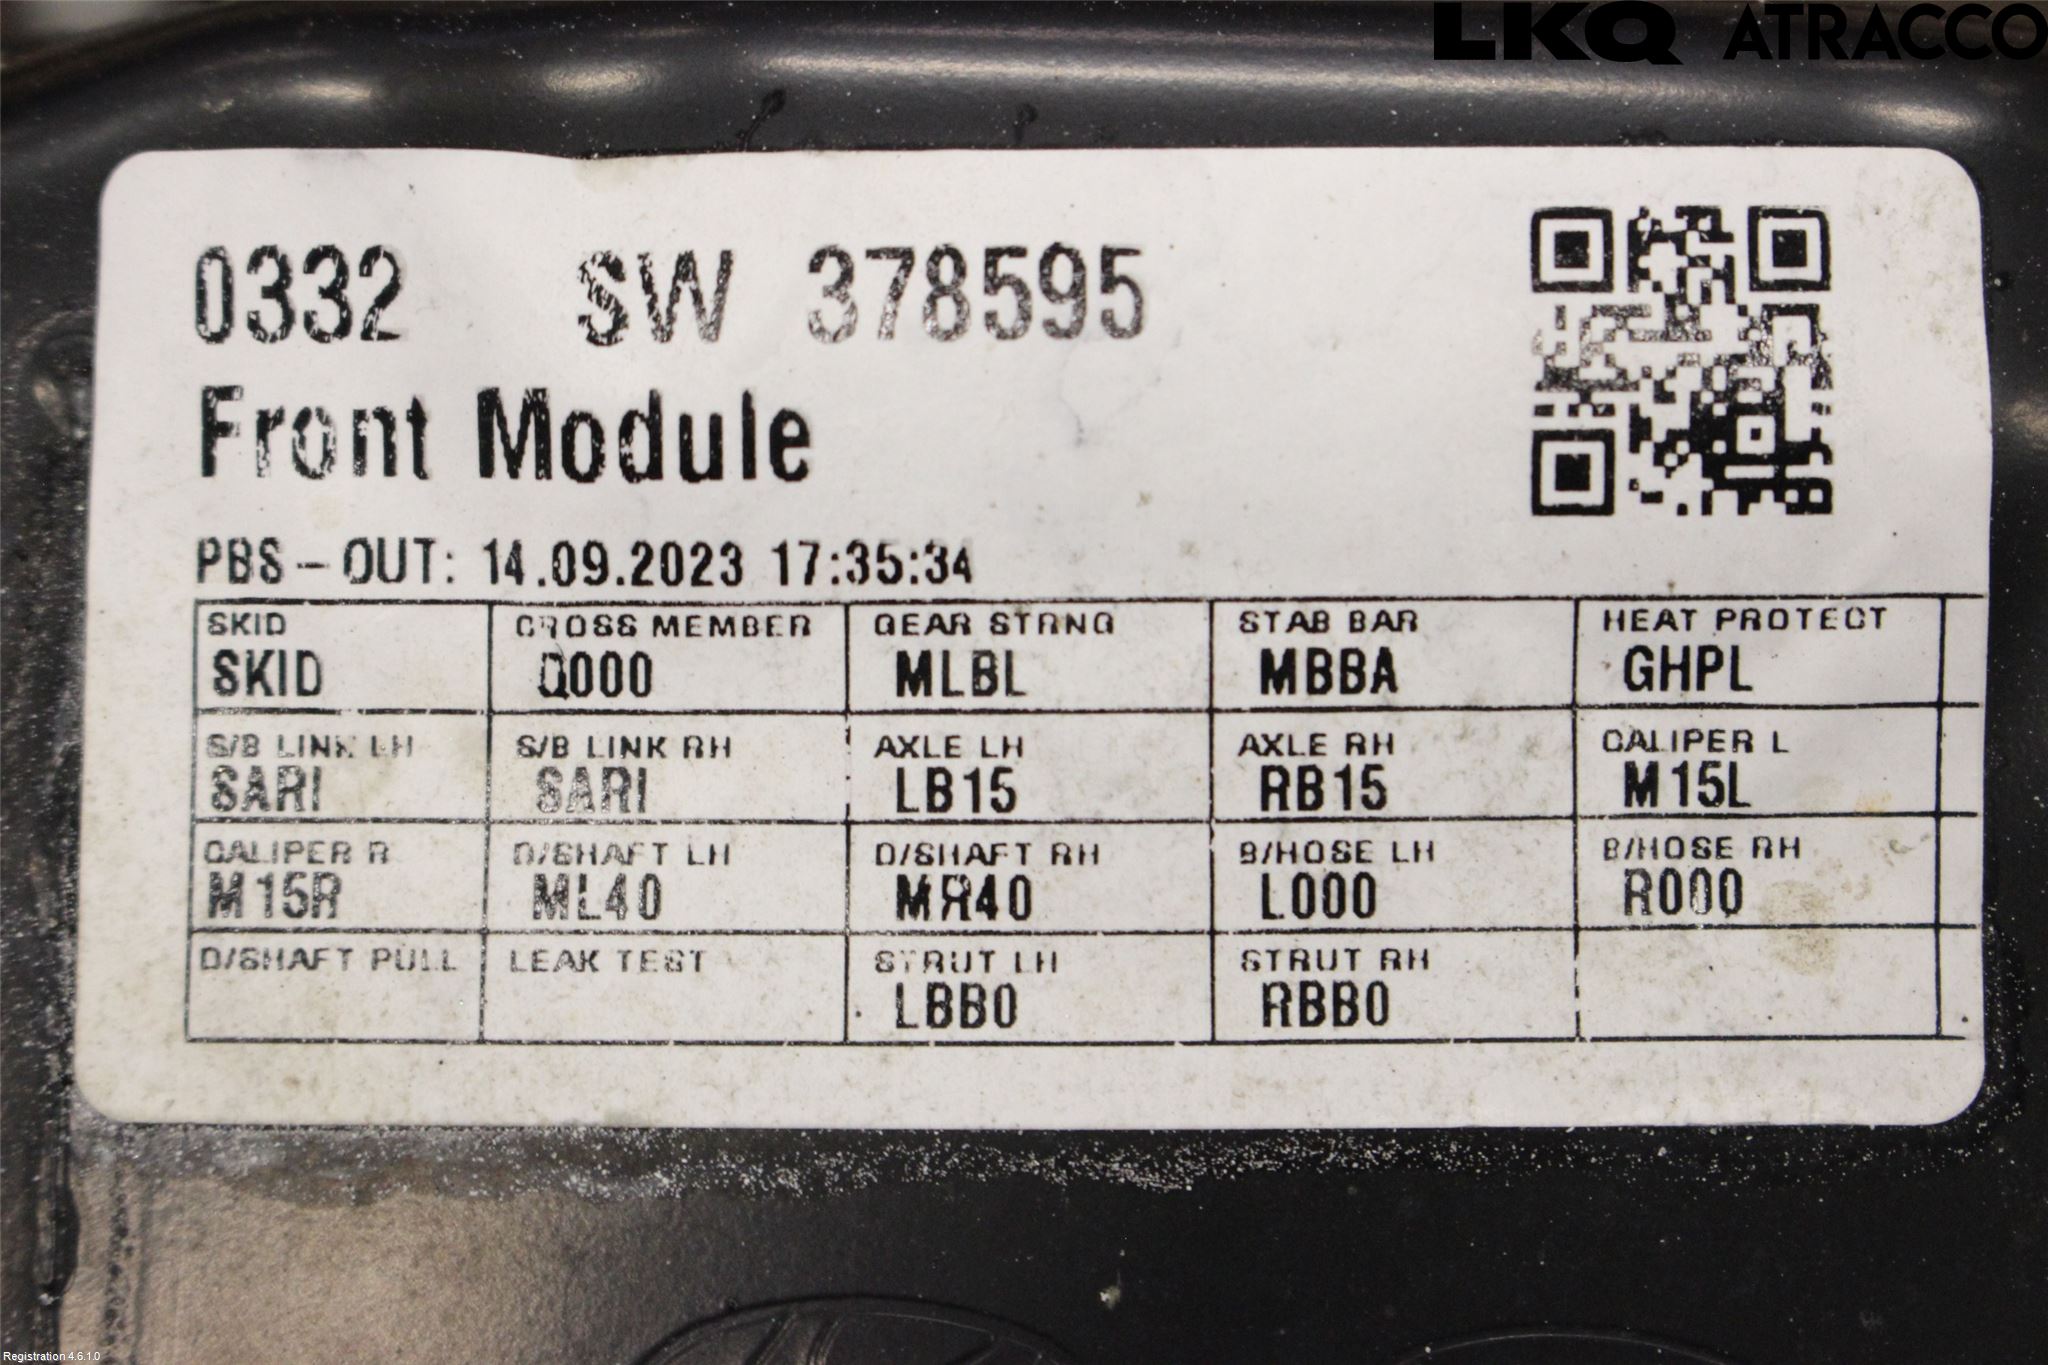 LKQ ATRACCO
0332 SW 378595
Front Module
PBS - OUT: 14.09.2023 17:35:34
SKID CROSS MEMBER GEAR STRNG STAB BAR HEAT PROTECT
SKID Q000 MLBL MBBA GHPL
S/B LINK LH S/B LINK RH AXLE LH AXLE RH CALIPER L
SARI SARI LB15 RB15 M15L
CALIPER R D/SHAFT LH D/SHAFT RH B/HOSE LH B/HOSE RH
M15R ML40 MR40 L000 R000
D/SHAFT PULL LEAK TEST STRUT LH STRUT RH
LBB0 RBB0
Registration 4.6.1.0